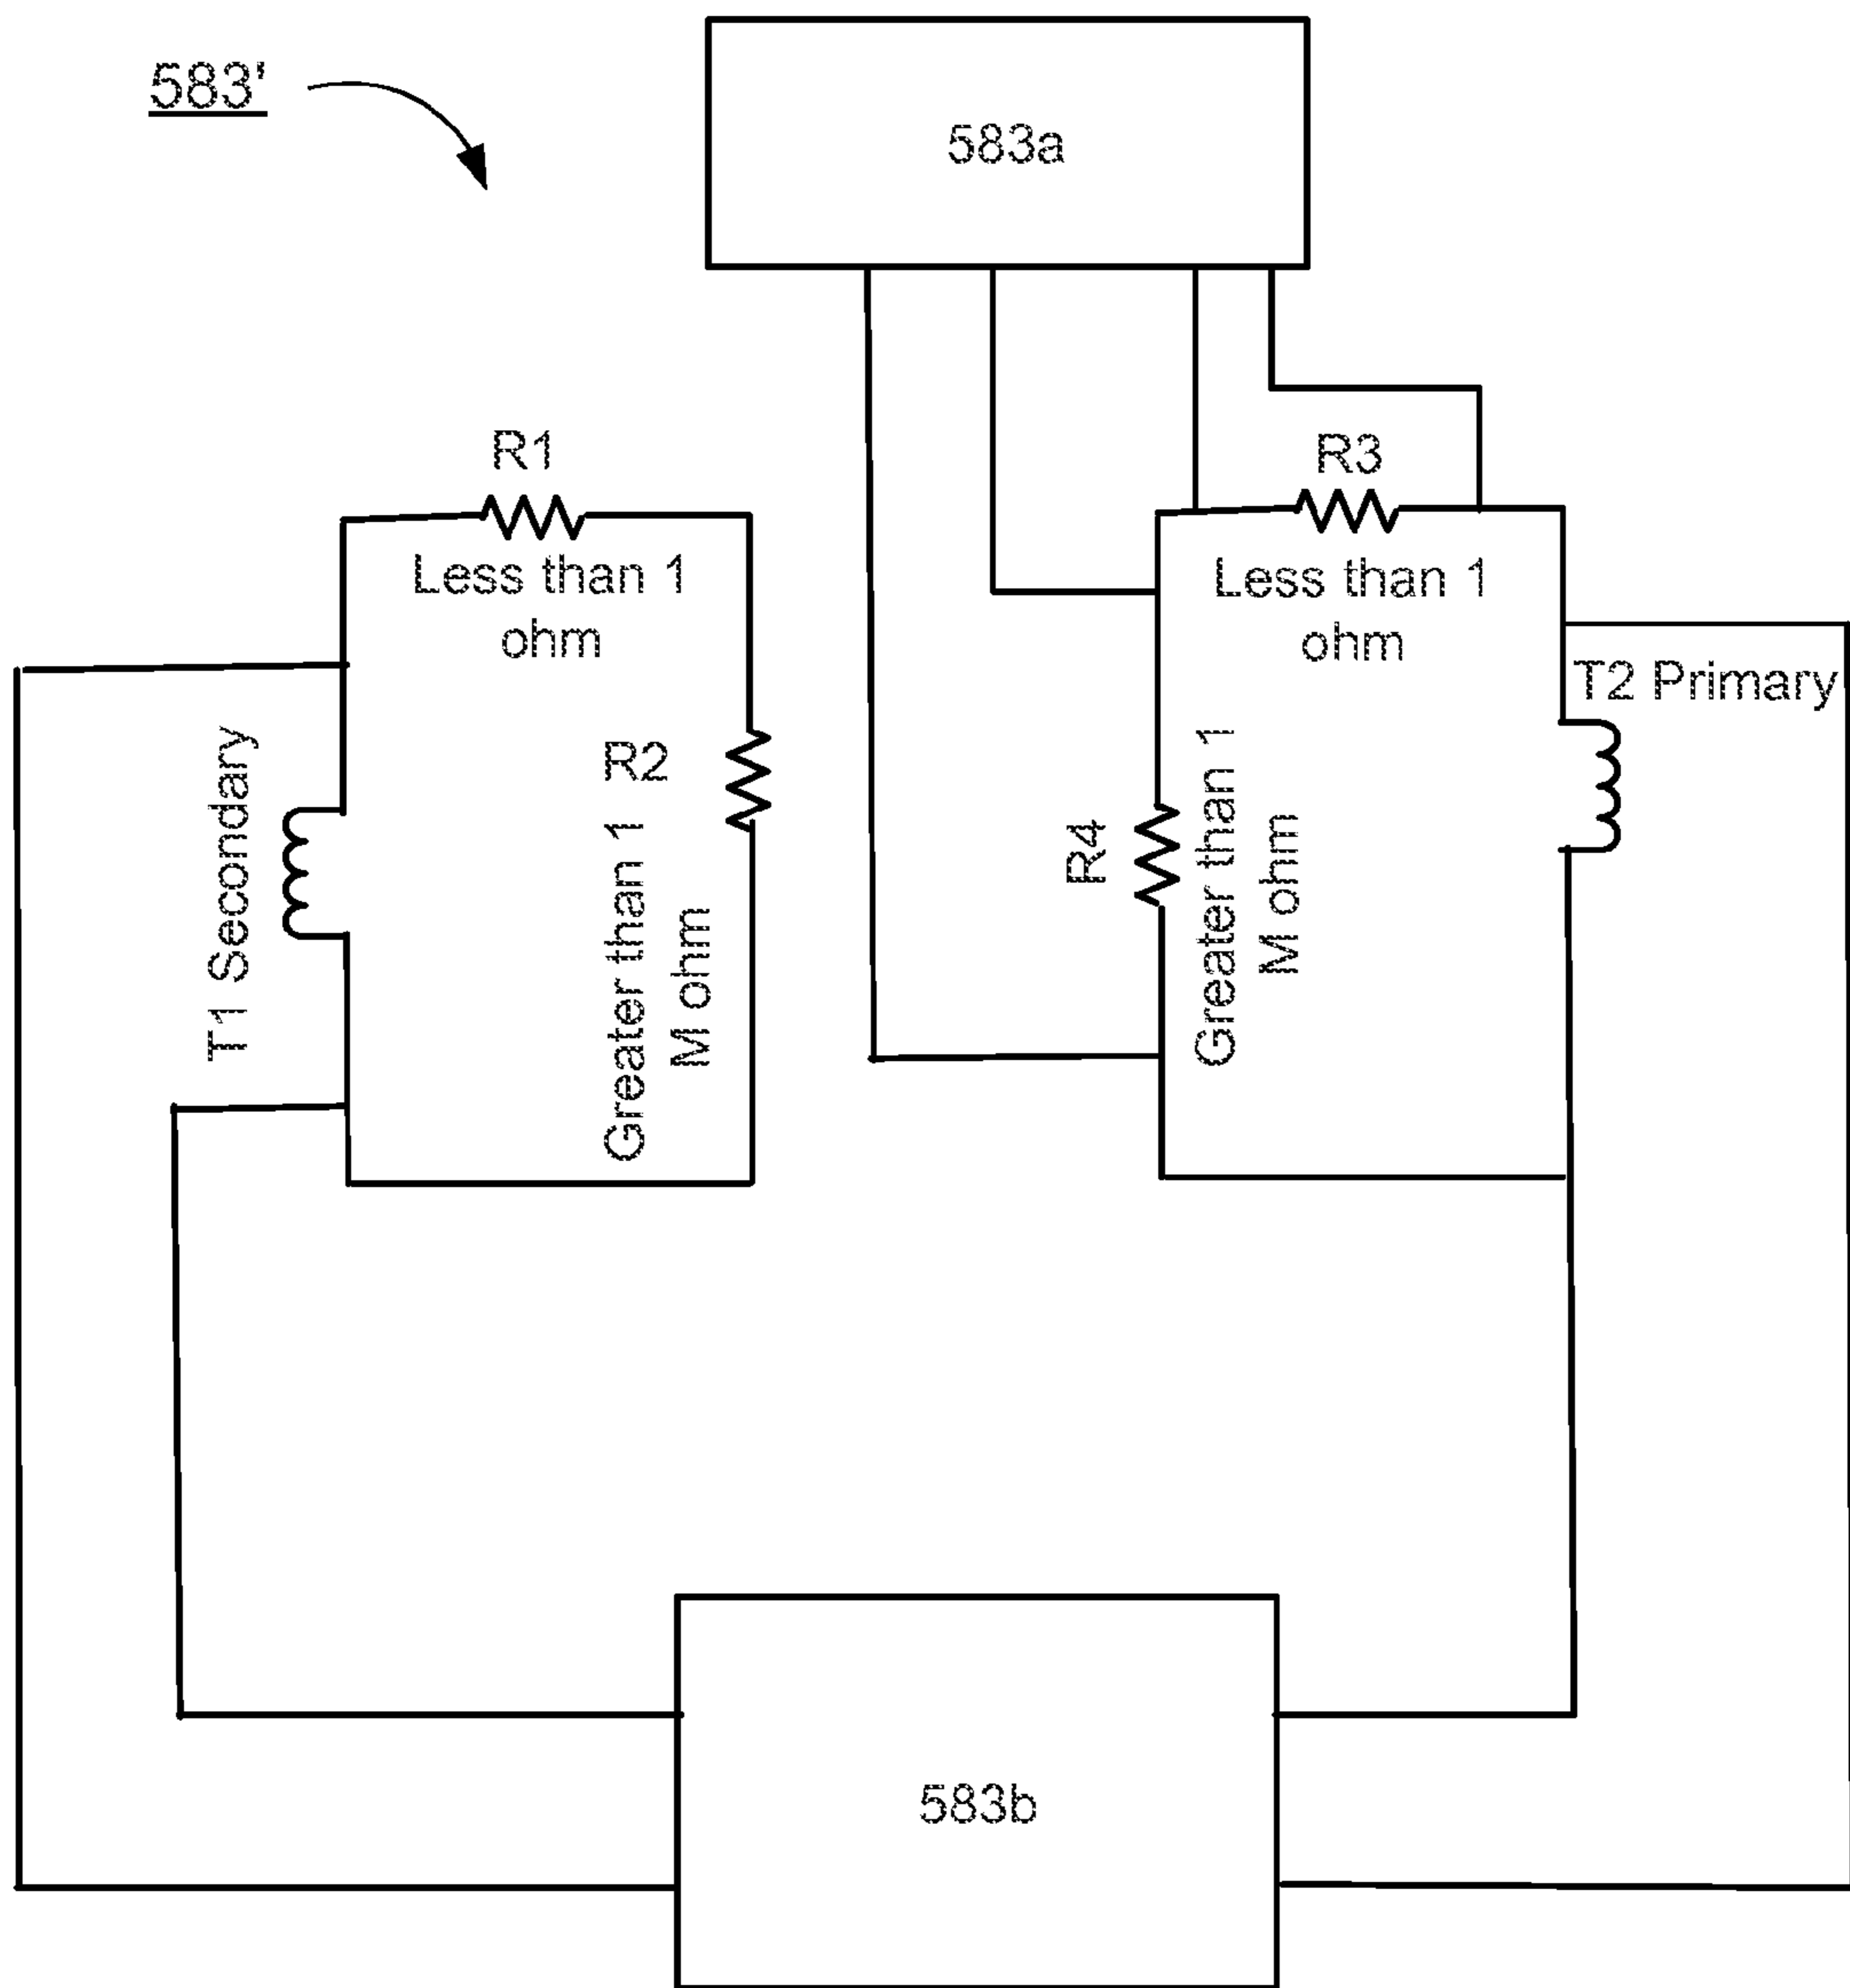 583'
583a
R1
Less than 1
ohm
R3
Less than 1
ohm
T2 Primary
T1 Secondary
R2
Greater than 1
M ohm
R4
Greater than 1
M ohm
583b